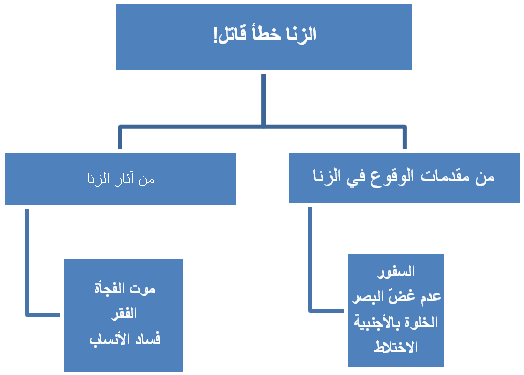 الزنا خطأ قاتل!
من مقدمات الوقوع في الزنا
السفور
عدم غضّ البصر
الخلوة بالأجنبية
الاختلاط
من آثار الزنا
موت الفجأة
الفقر
فساد الأنساب